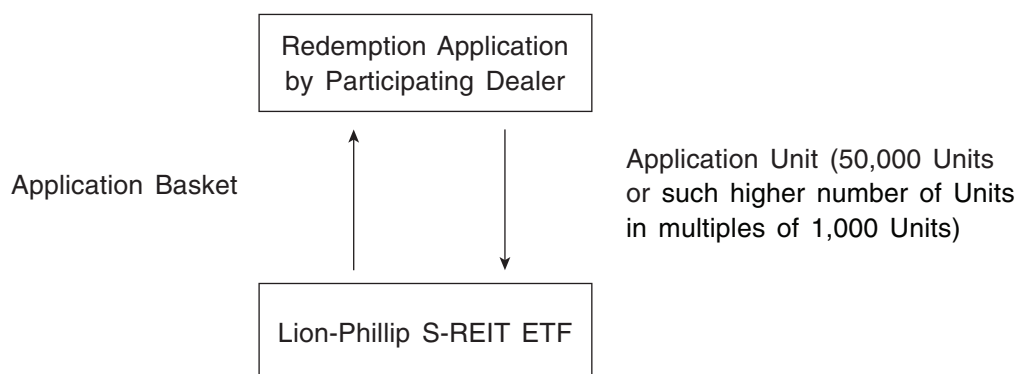 Redemption Application
by Participating Dealer
Application Basket
Application Unit (50,000 Units
or such higher number of Units
in multiples of 1,000 Units)
Lion-Phillip S-REIT ETF